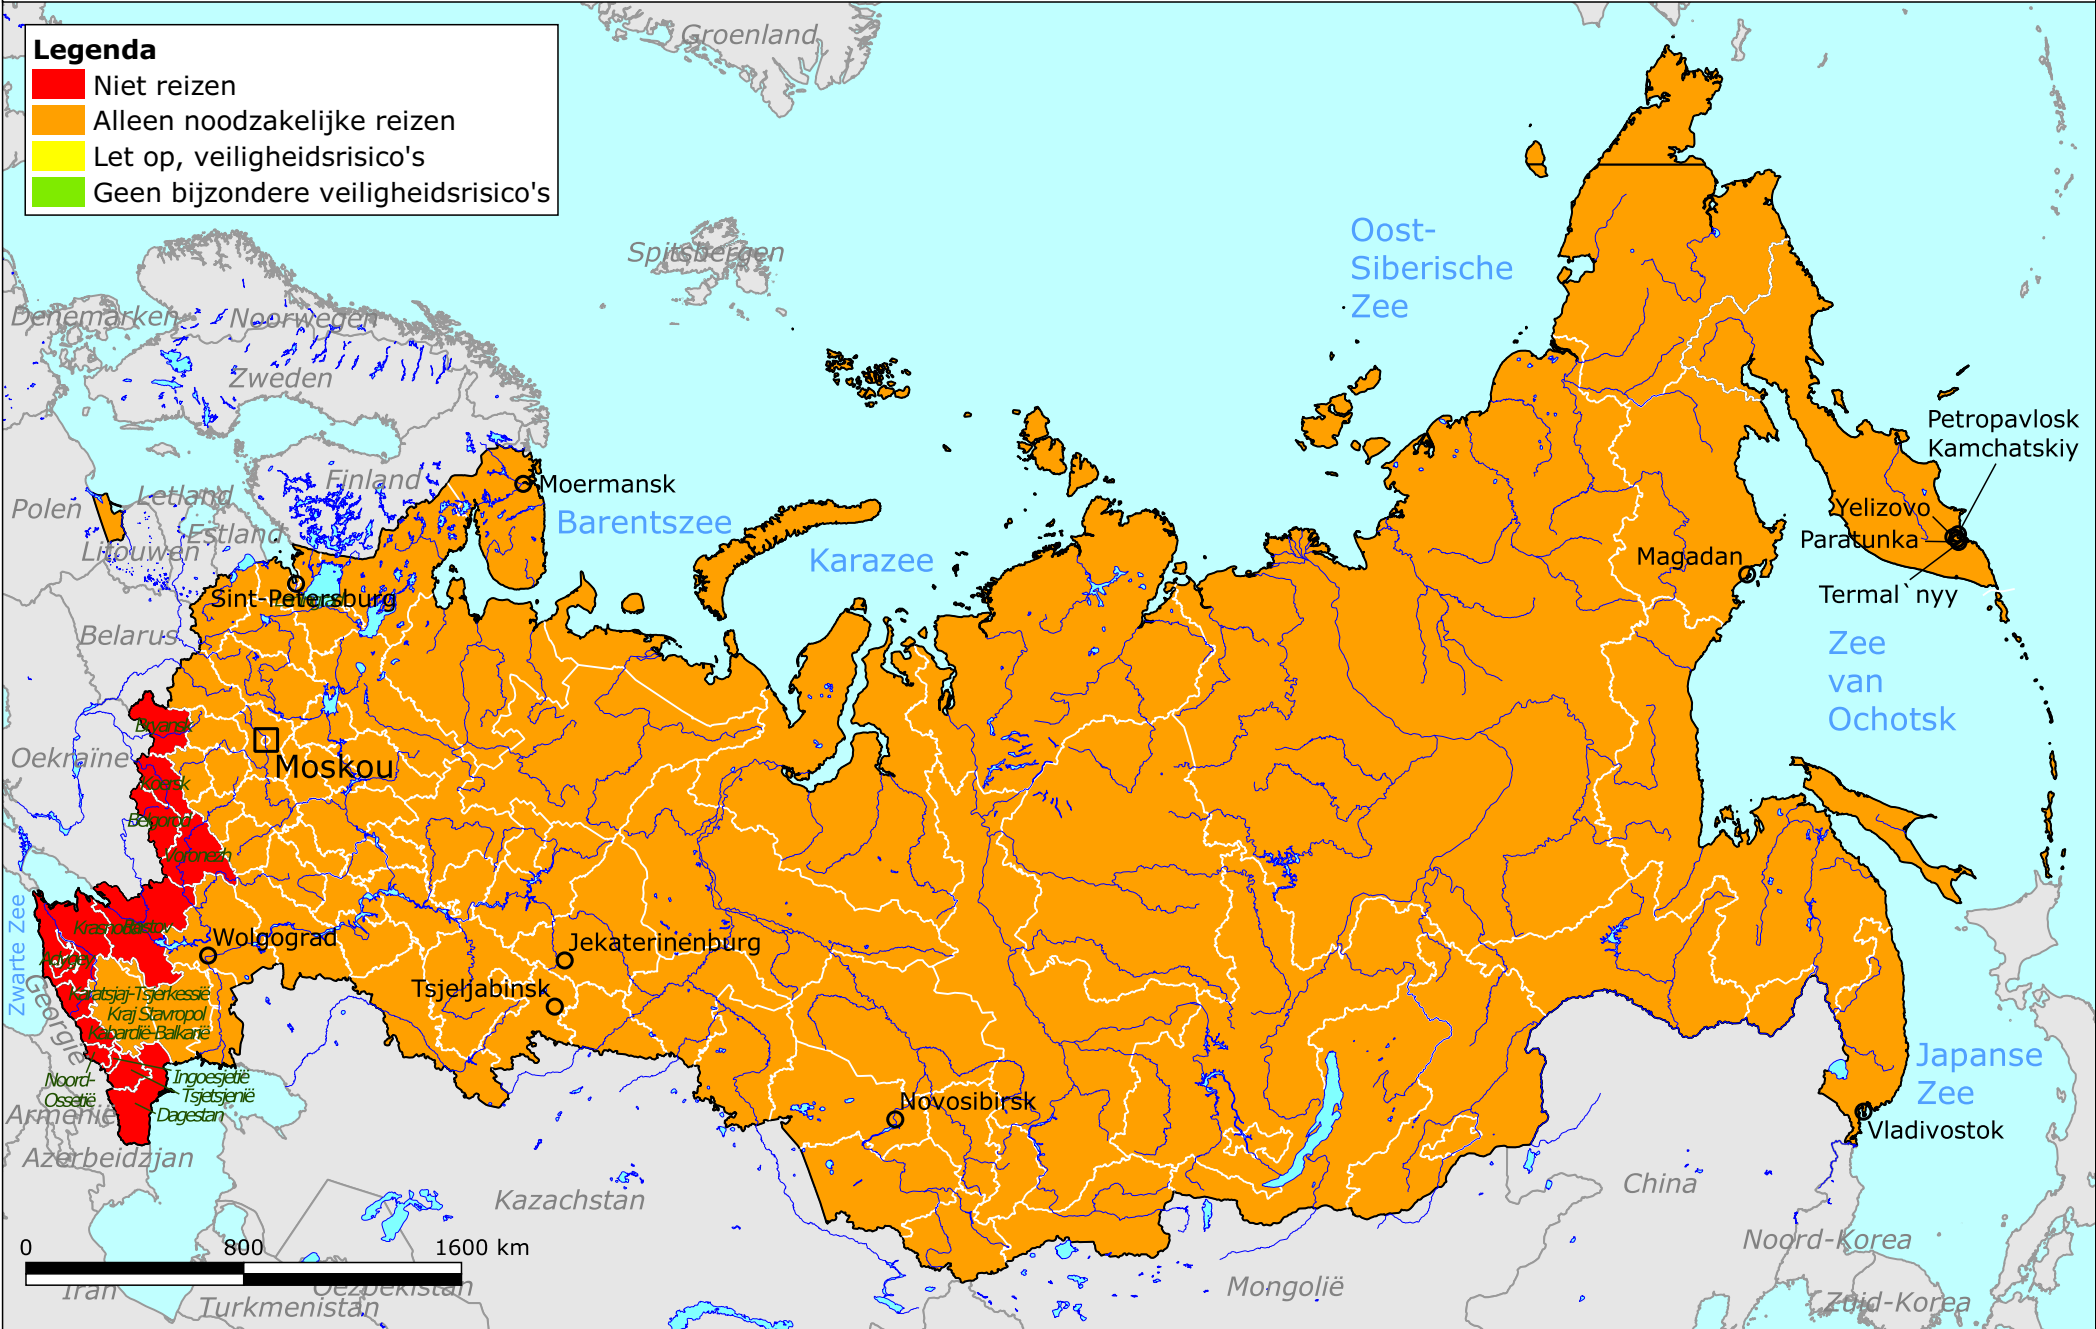 Legenda
Niet reizen
Alleen noodzakelijke reizen
Let op, veiligheidsrisico's
Geen bijzondere veiligheidsrisico's
Groenland
Spitsbergen
Oost-
Siberische
Zee
Denemarken
Noorwegen
Zweden
Finland
Polen
Letland
Estland
Litouwen
Belarus
Oekraïne
Moermansk
Barentszee
Karazee
Sint-Petersburg
Petropavlosk
Kamchatskiy
Yelizovo
Paratunka
Magadan
Termal`nyy
Zee
van
Ochotsk
Bryansk
Moskou
Koersk
Belgorod
Voronezh
Zwarte Zee
Krasnodar
Rostov
Adygey
Wolgograd
Jekaterinenburg
Tsjeljabinsk
Georgië
Karatsjaj-Tsjerkessië
Kraj Stavropol
Kabardië-Balkarië
Noord-
Ossetië
Ingoesjetië
Tsjetsjenië
Dagestan
Armenië
Azerbeidzjan
Novosibirsk
Japanse
Zee
Vladivostok
Kazachstan
China
Noord-Korea
Mongolië
Zuid-Korea
0 800 1600 km
Iran
Oezbekistan
Turkmenistan